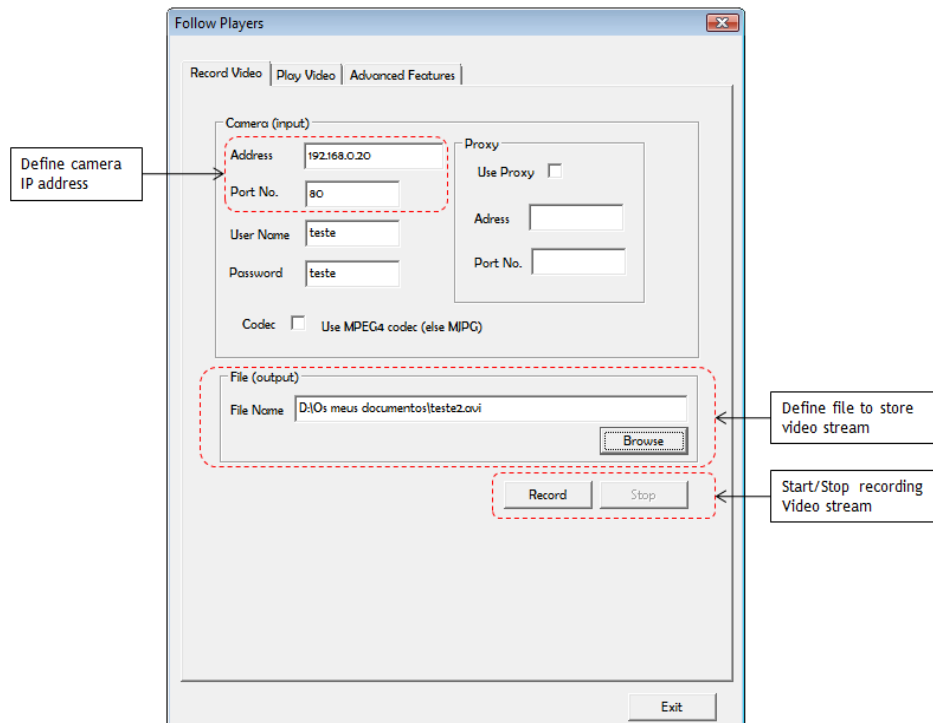 Follow Players
Record Video
Play Video
Advanced Features
Camera (input)
Address 192.168.0.20
Port No. 80
User Name teste
Password teste
Proxy
Use Proxy
Adress
Port No.
Codec Use MPEG4 codec (else MJPG)
File (output)
File Name D:\Os meus documentos\teste2.avi
Browse
Record
Stop
Exit
Define camera
IP address
Define file to store
video stream
Start/Stop recording
Video stream